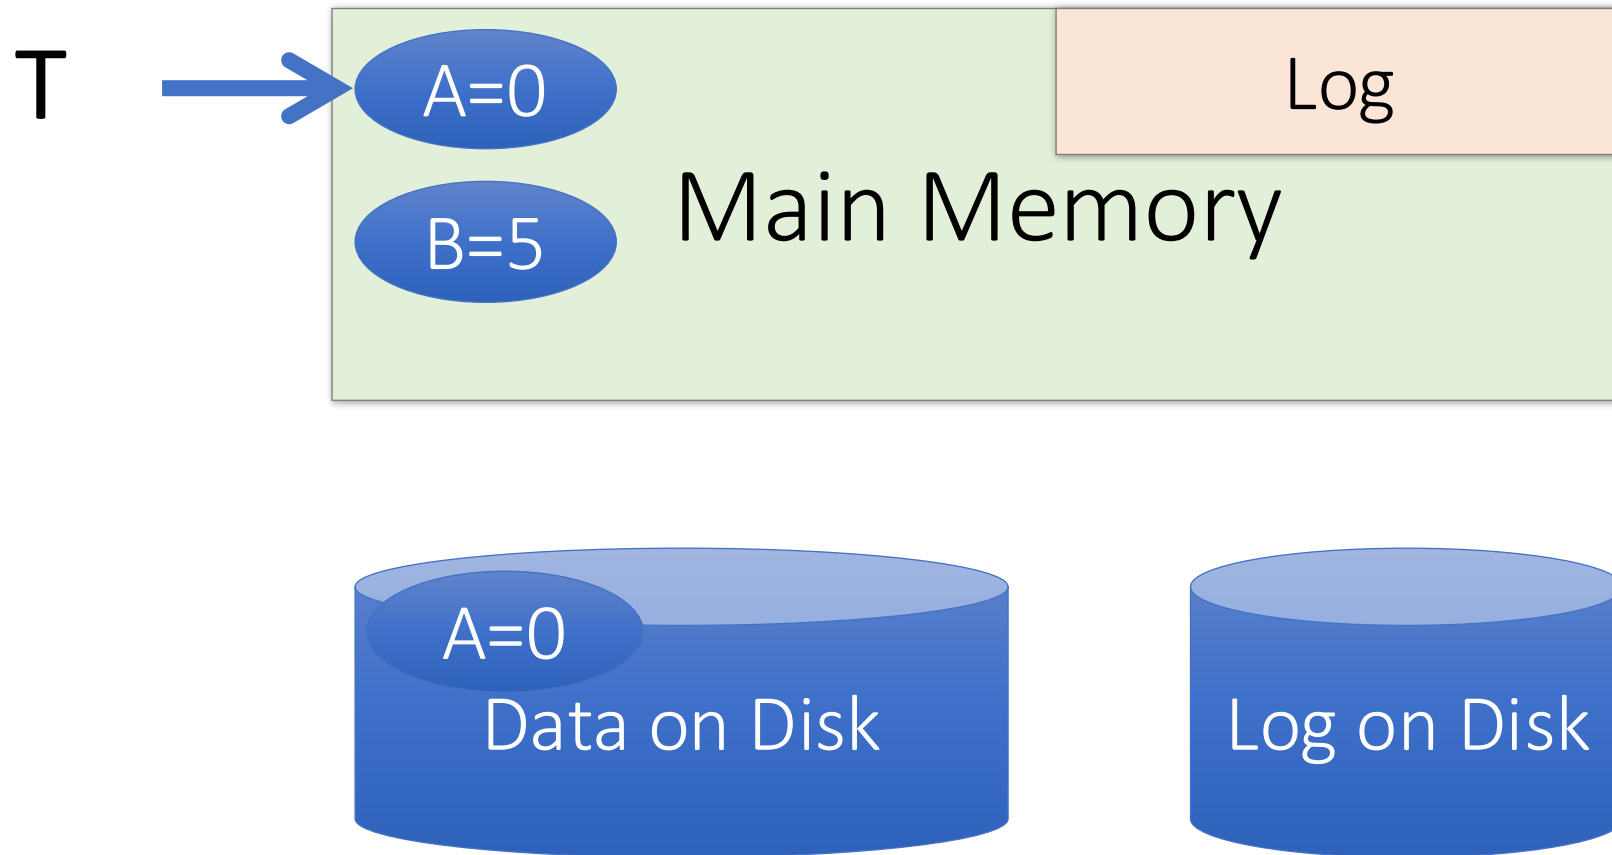 T
A=0
Log
Main Memory
B=5
A=0
Data on Disk
Log on Disk